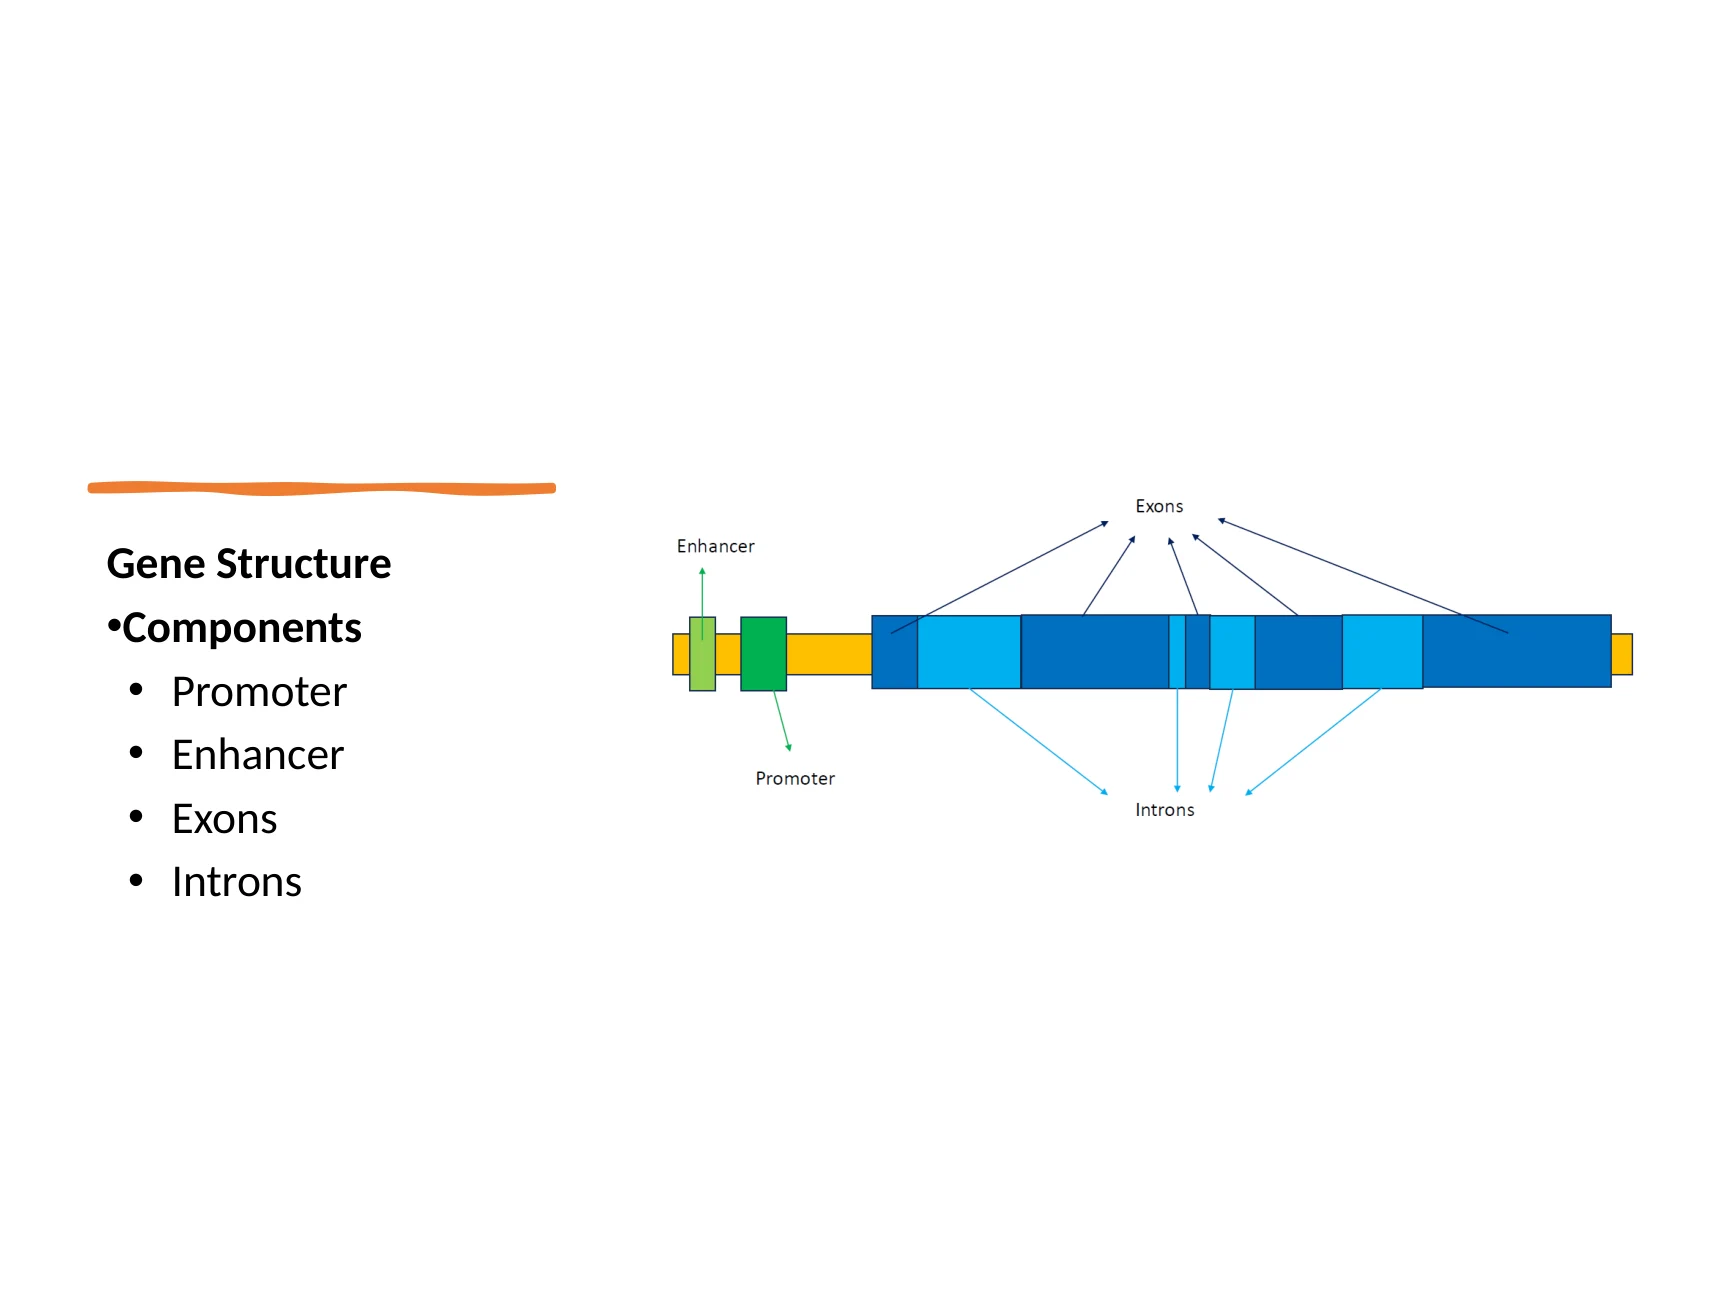 Gene Structure
•Components
• Promoter
• Enhancer
• Exons
• Introns
Exons
Enhancer
Promoter
Introns